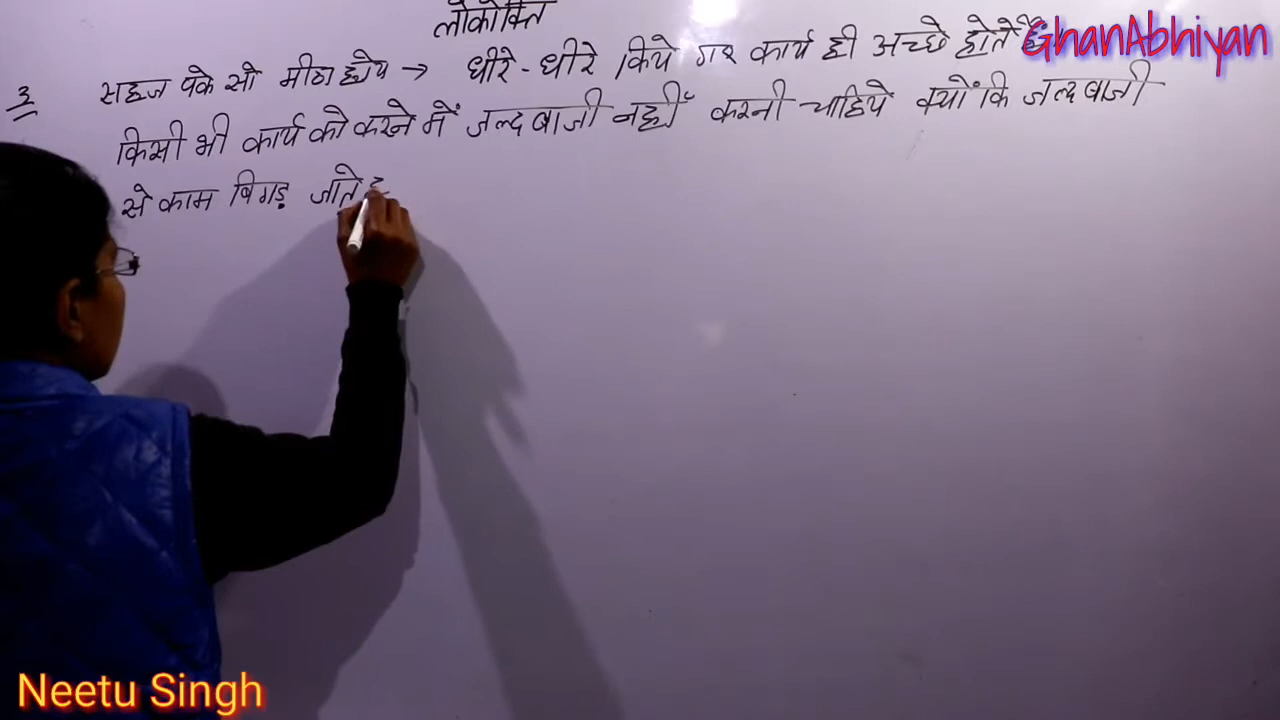 लोकोक्ति
GhanAbhiyan
3 सहज पके सो मीठा होय → धीरे-धीरे किये गए कार्य ही अच्छे होते हैं
किसी भी कार्य को करने में जल्दबाजी नहीं करनी चाहिये क्यों कि जल्दबाजी
से काम बिगड़ जाते
Neetu Singh